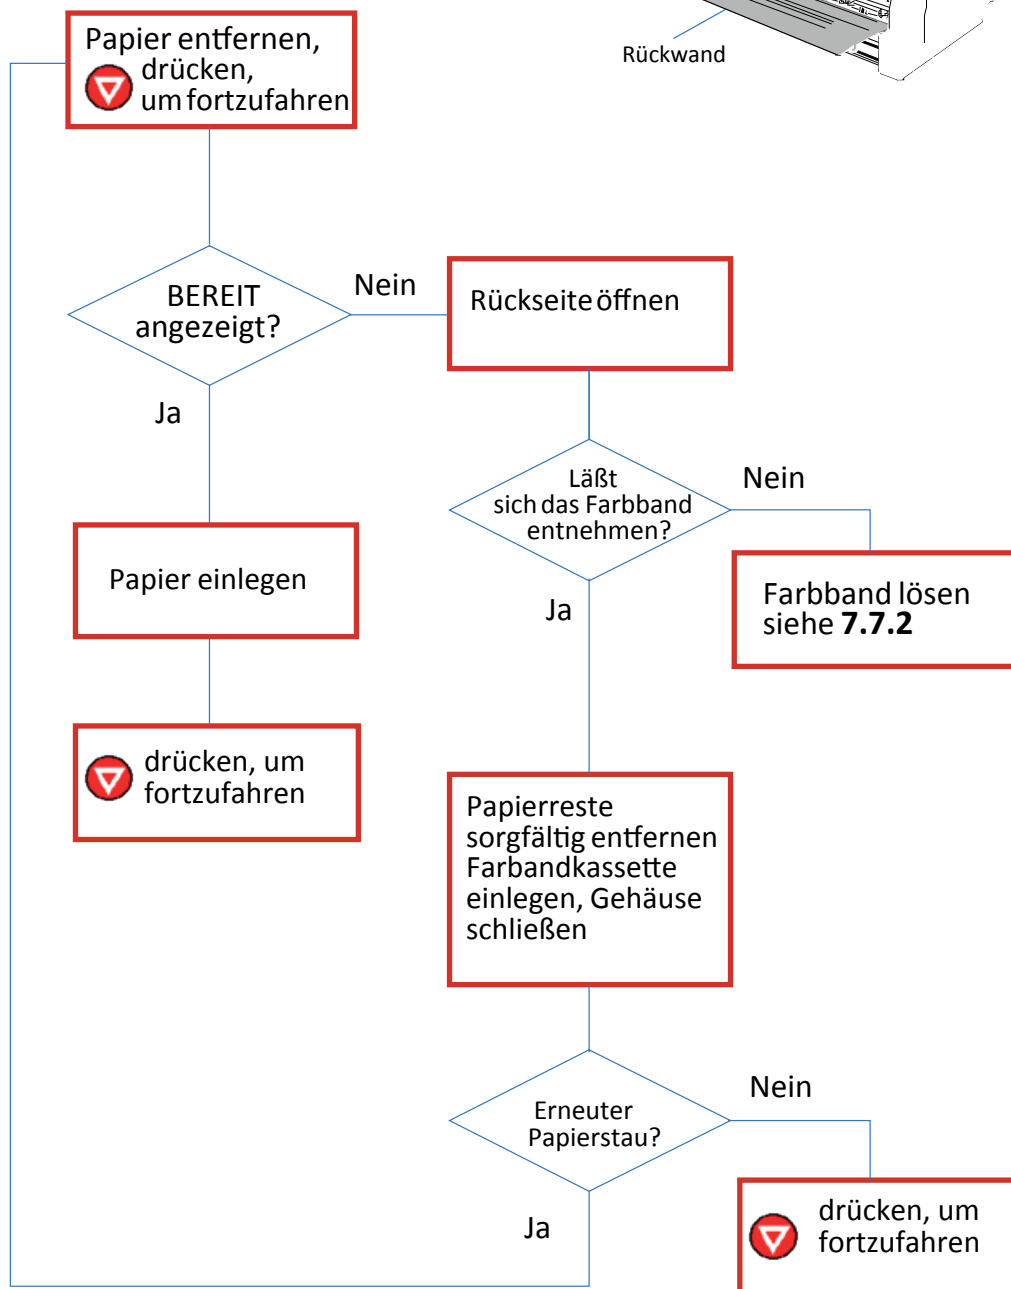 Rückwand
Papier entfernen,
drücken,
um fortzufahren
BEREIT
angezeigt?
Nein
Rückseite öffnen
Ja
Läßt
sich das Farbband
entnehmen?
Nein
Papier einlegen
Ja
Farbband lösen
siehe 7.7.2
drücken, um
fortzufahren
Papierreste
sorgfältig entfernen
Farbandkassette
einlegen, Gehäuse
schließen
Erneuter
Papierstau?
Nein
Ja
drücken, um
fortzufahren